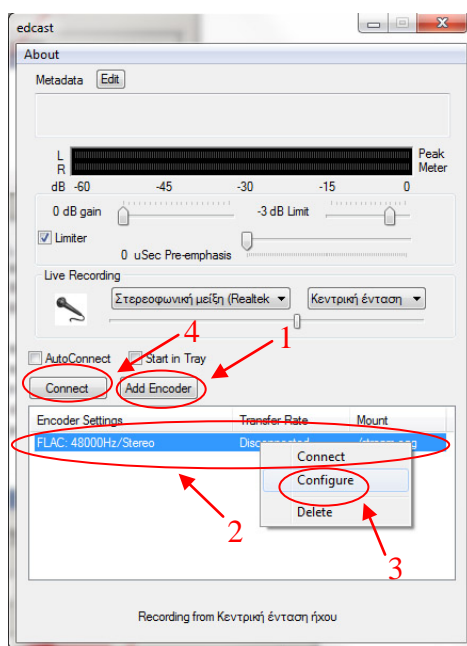 edcast
About
Metadata Edit
L
R
Peak
Meter
dB -60 -45 -30 -15 0
0 dB gain -3 dB Limit
Limiter
0 uSec Pre-emphasis
Live Recording
Στερεοφωνική μείξη (Realtek Κεντρική ένταση
4
1
AutoConnect Start in Tray
Connect Add Encoder
Encoder Settings Transfer Rate Mount
FLAC: 48000Hz/Stereo Disconnected /stream.ogg
Connect
Configure
Delete
2
3
Recording from Κεντρική ένταση ήχου